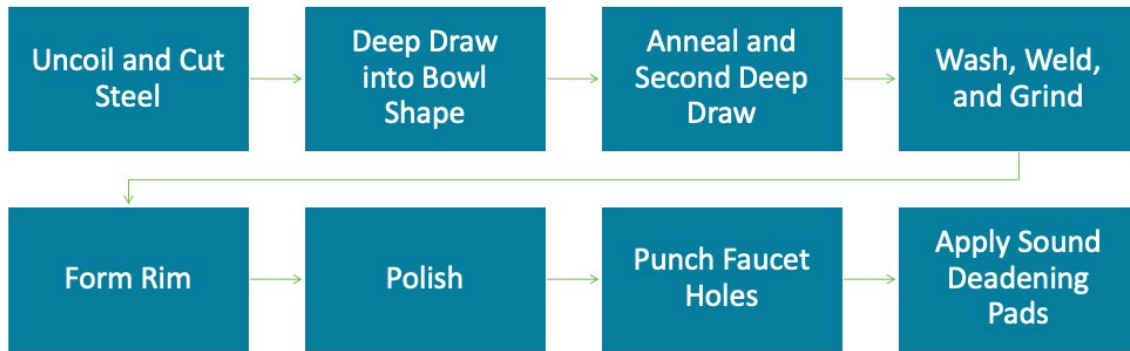 Uncoil and Cut
Steel
Deep Draw
into Bowl
Shape
Anneal and
Second Deep
Draw
Wash, Weld,
and Grind
Form Rim
Polish
Punch Faucet
Holes
Apply Sound
Deadening
Pads